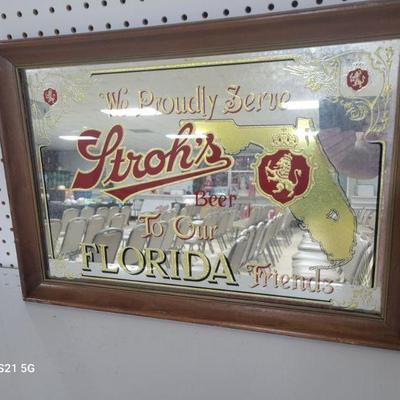 We Proudly Serve
Stroh's
Beer
To Our
FLORIDA Friends
S21 5G